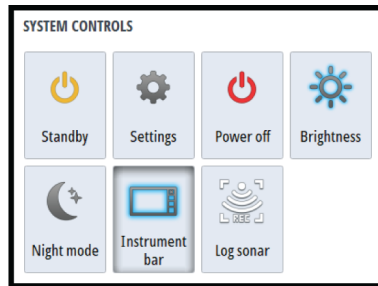 SYSTEM CONTROLS
Standby
Settings
Power off
Brightness
Night mode
Instrument
bar
REC
Log sonar